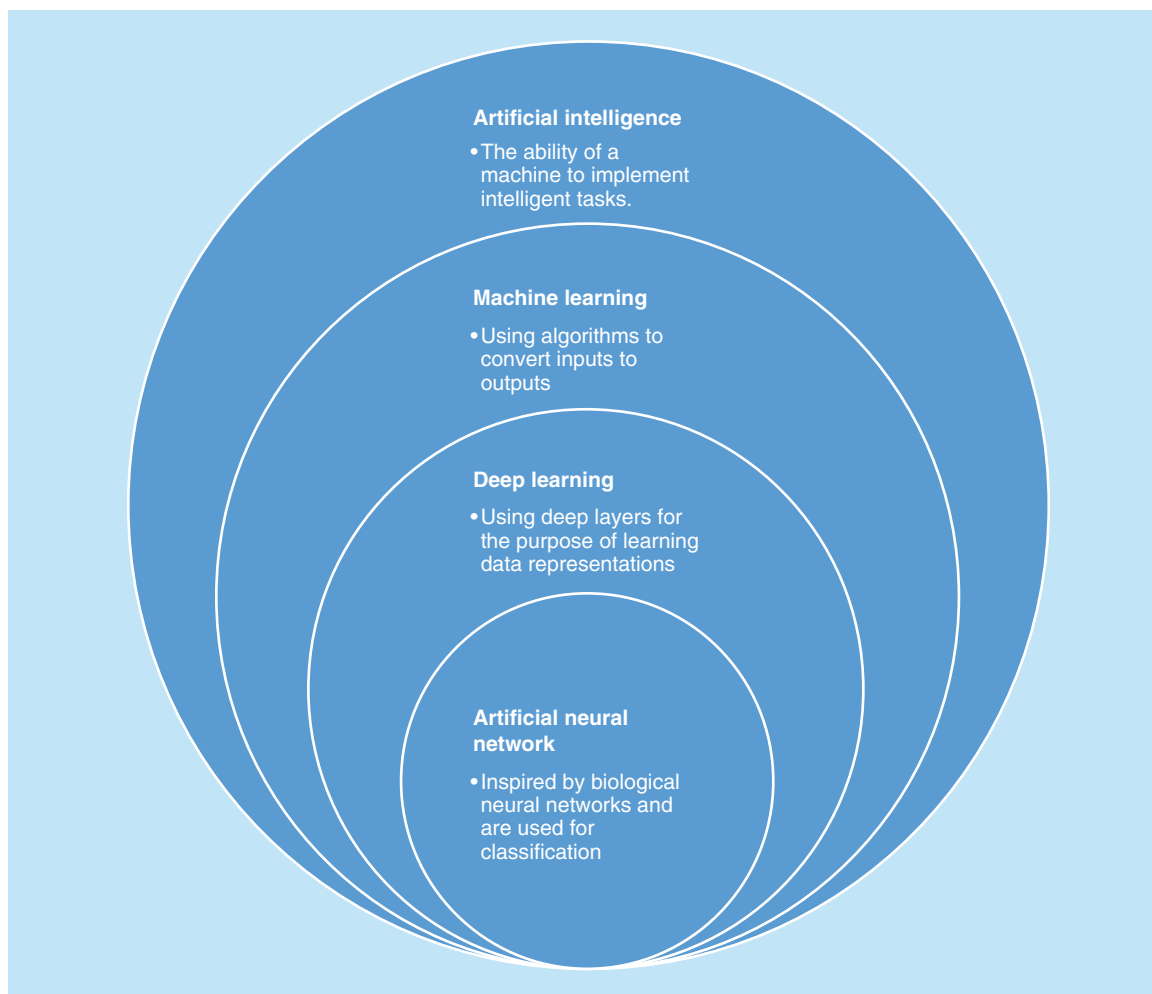 Artificial intelligence
•The ability of a
machine to implement
intelligent tasks.
Machine learning
•Using algorithms to
convert inputs to
outputs
Deep learning
•Using deep layers for
the purpose of learning
data representations
Artificial neural
network
•Inspired by biological
neural networks and
are used for
classification